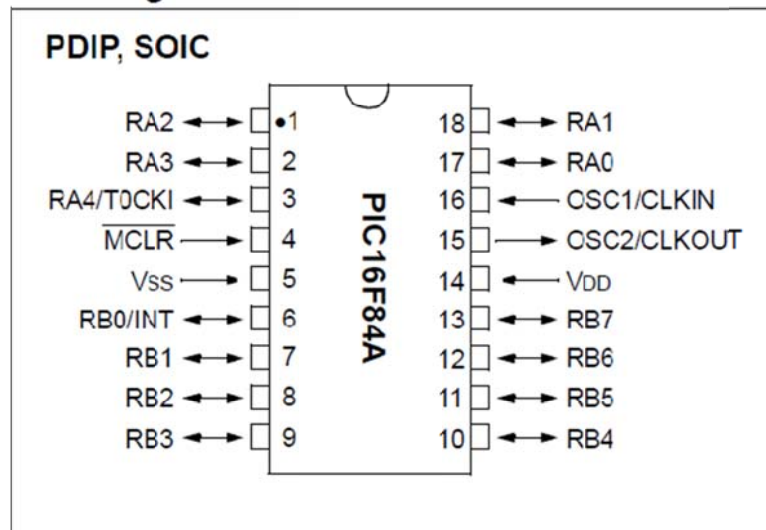 PDIP, SOIC
RA2 1 18 RA1
RA3 2 17 RA0
RA4/T0CKI 3 16 OSC1/CLKIN
MCLR 4 15 OSC2/CLKOUT
VSS 5 14 VDD
RB0/INT 6 13 RB7
RB1 7 12 RB6
RB2 8 11 RB5
RB3 9 10 RB4
PIC16F84A